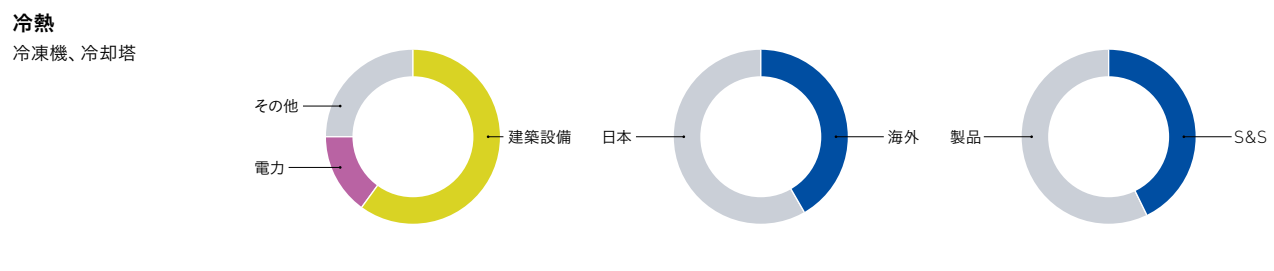 冷熱
冷凍機、冷却塔
その他
電力
建築設備
日本
海外
製品
S&S